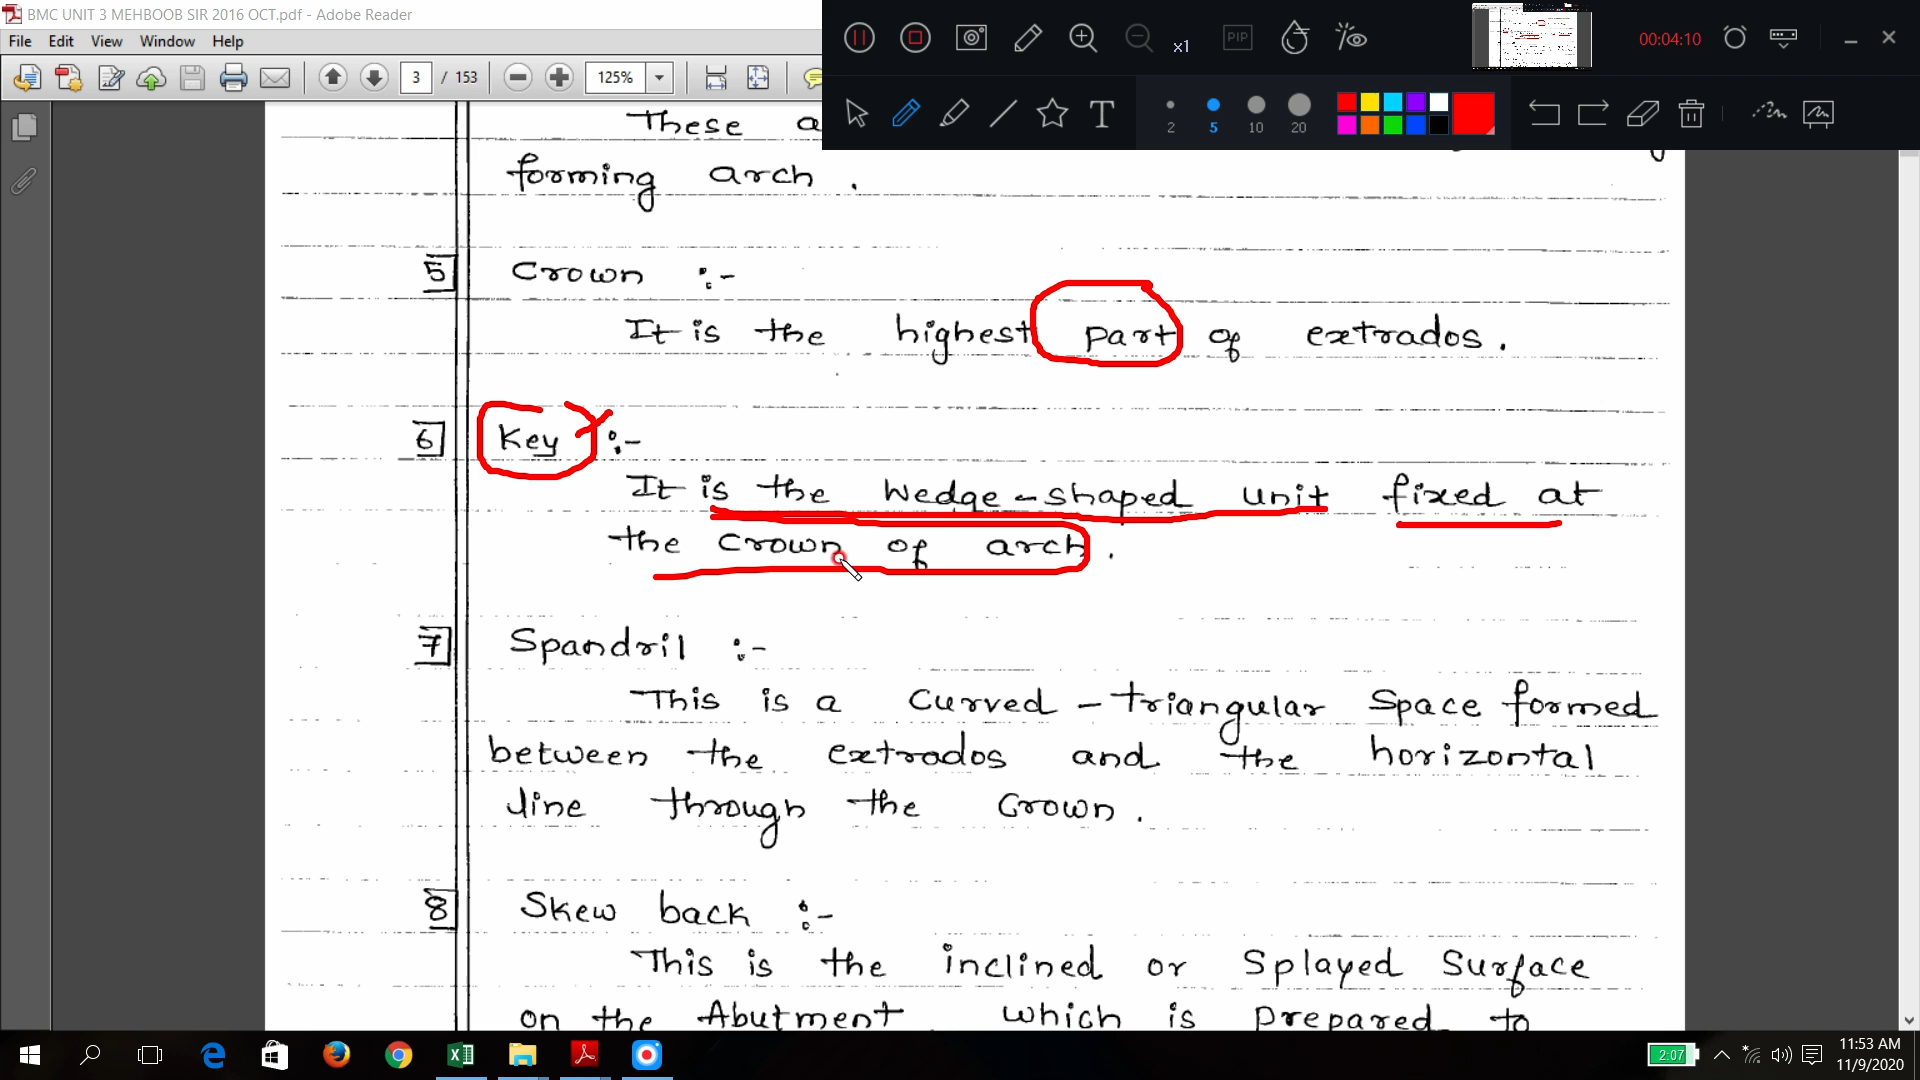 BMC UNIT 3 MEHBOOB SIR 2016 OCT.pdf - Adobe Reader
File Edit View Window Help
3 / 153 125%
x1 PIP 00:04:10
2 5 10 20
These
forming arch .
5 Crown :-
It is the highest part of extrados.
6 Key :-
It is the Wedge-shaped unit fixed at
the crown of arch.
7 Spandril :-
This is a Curved-triangular Space formed
between the extrados and the horizontal
line through the Crown.
8 Skew back :-
This is the inclined or Splayed Surface
on the Abutment, which is prepared to
2:07 11:53 AM
11/9/2020